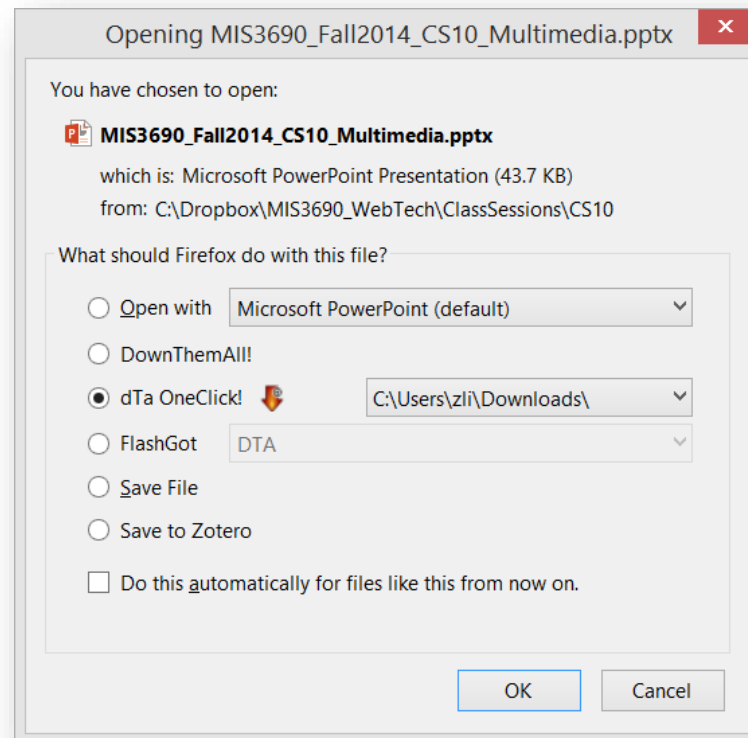 Opening MIS3690_Fall2014_CS10_Multimedia.pptx
You have chosen to open:
MIS3690_Fall2014_CS10_Multimedia.pptx
which is: Microsoft PowerPoint Presentation (43.7 KB)
from: C:\Dropbox\MIS3690_WebTech\ClassSessions\CS10
What should Firefox do with this file?
Open with Microsoft PowerPoint (default)
DownThemAll!
dTa OneClick! C:\Users\zli\Downloads\
FlashGot DTA
Save File
Save to Zotero
Do this automatically for files like this from now on.
OK Cancel